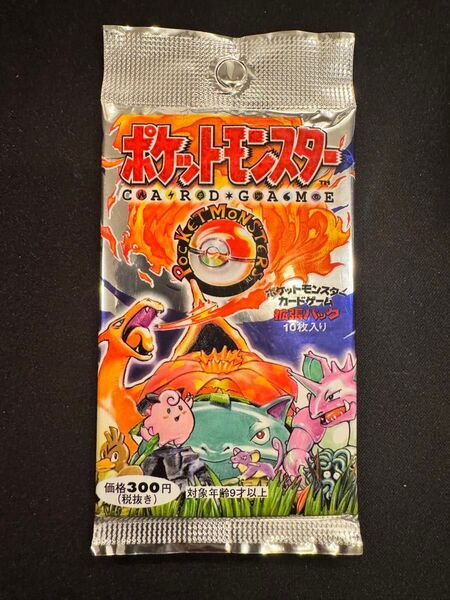 ポケットモンスター
TM
CARD GAME
POCKET MONSTERS
ポケットモンスター
カードゲーム
拡張パック
10枚入り
価格300円
(税抜き)
対象年齢9才以上